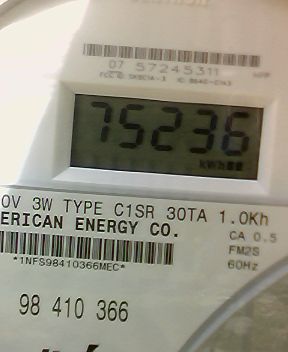 07 57245311
75236
kWh
0V 3W TYPE C1SR 30TA 1.0Kh
ERICAN ENERGY CO.
CA 0.5
FM2S
*1NFS98410366MEC*
60Hz
98 410 366